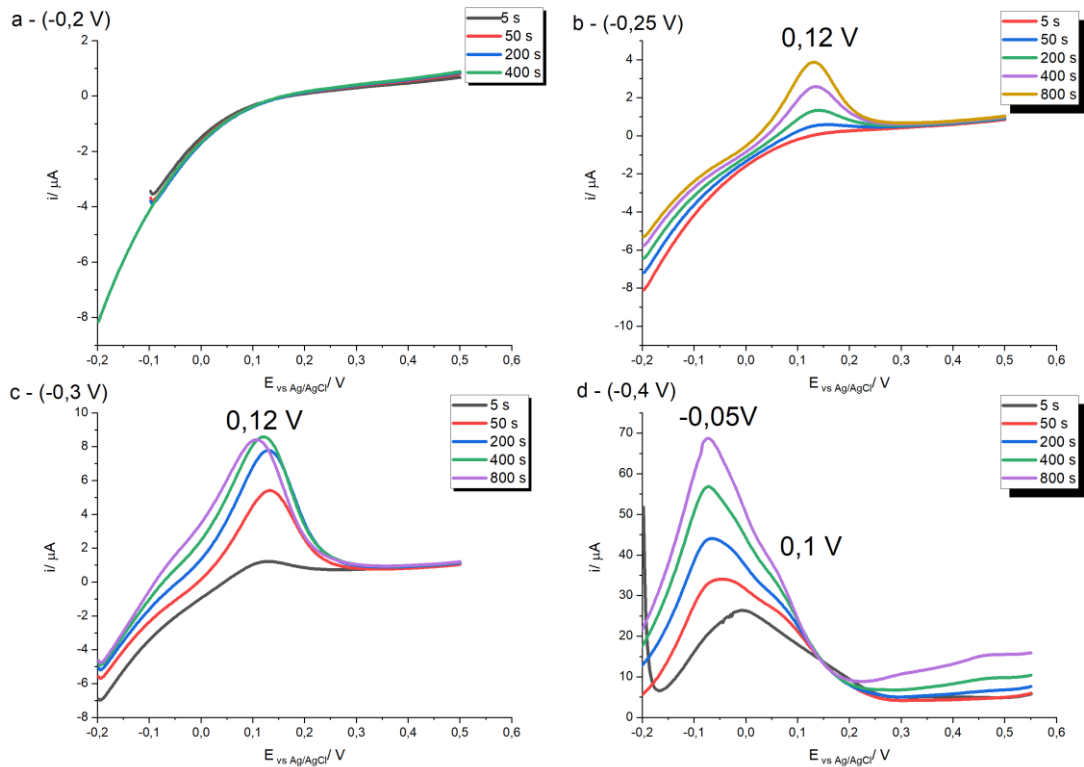 a - (-0,2 V)
5 s
50 s
200 s
400 s
2
0
-2
-4
-6
-8
i/ μA
-0,2 -0,1 0,0 0,1 0,2 0,3 0,4 0,5 0,6
E vs Ag/AgCl/ V
b - (-0,25 V)
0,12 V
5 s
50 s
200 s
400 s
800 s
4
2
0
-2
-4
-6
-8
-10
i/ μA
-0,2 -0,1 0,0 0,1 0,2 0,3 0,4 0,5 0,6
E vs Ag/AgCl/ V
c - (-0,3 V)
0,12 V
5 s
50 s
200 s
400 s
800 s
10
8
6
4
2
0
-2
-4
-6
-8
i/ μA
-0,2 -0,1 0,0 0,1 0,2 0,3 0,4 0,5 0,6
E vs Ag/AgCl/ V
d - (-0,4 V)
-0,05V
0,1 V
5 s
50 s
200 s
400 s
800 s
70
60
50
40
30
20
10
0
i/ μA
-0,2 -0,1 0,0 0,1 0,2 0,3 0,4 0,5 0,6
E vs Ag/AgCl/ V